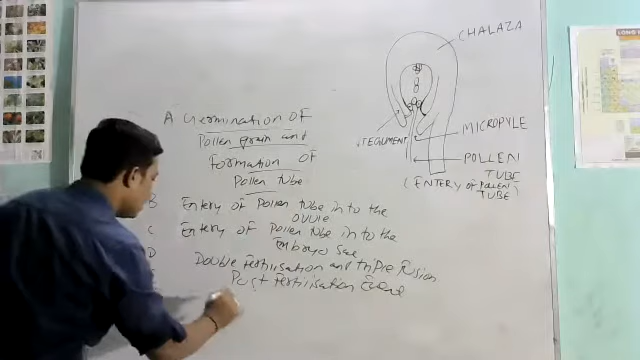 A Germination OF
Pollen grain and
Formation OF
Pollen tube
B Entery OF Pollen tube in to the
ovule
C Entery OF Pollen tube in to the
Embryo Sac
D Double Fertilisation and triple Fusion
Post Fertilisation Event
CHALAZA
MICROPYLE
POLLEN
TUBE
(ENTERY OF POLLEN
TUBE)